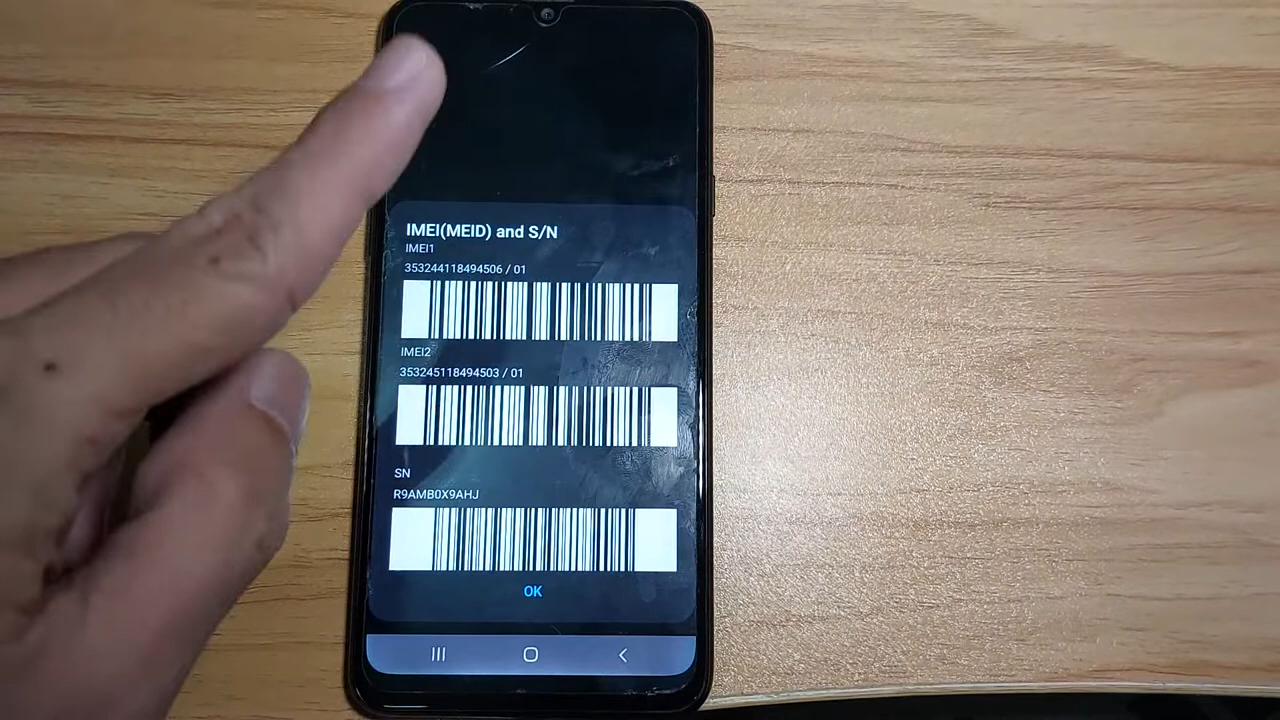 IMEI(MEID) and S/N
IMEI1
353244118494506 / 01
IMEI2
353245118494503 / 01
SN
R9AMB0X9AHJ
OK